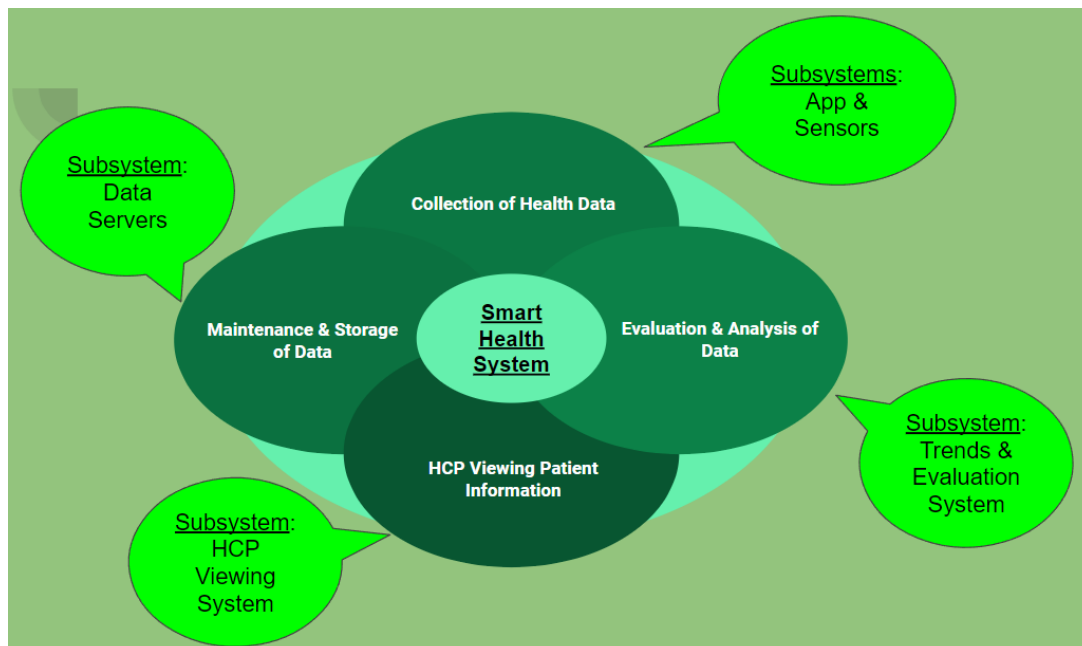 Subsystems:
App &
Sensors
Subsystem:
Data
Servers
Collection of Health Data
Maintenance & Storage
of Data
Smart
Health
System
Evaluation & Analysis of
Data
HCP Viewing Patient
Information
Subsystem:
Trends &
Evaluation
System
Subsystem:
HCP
Viewing
System